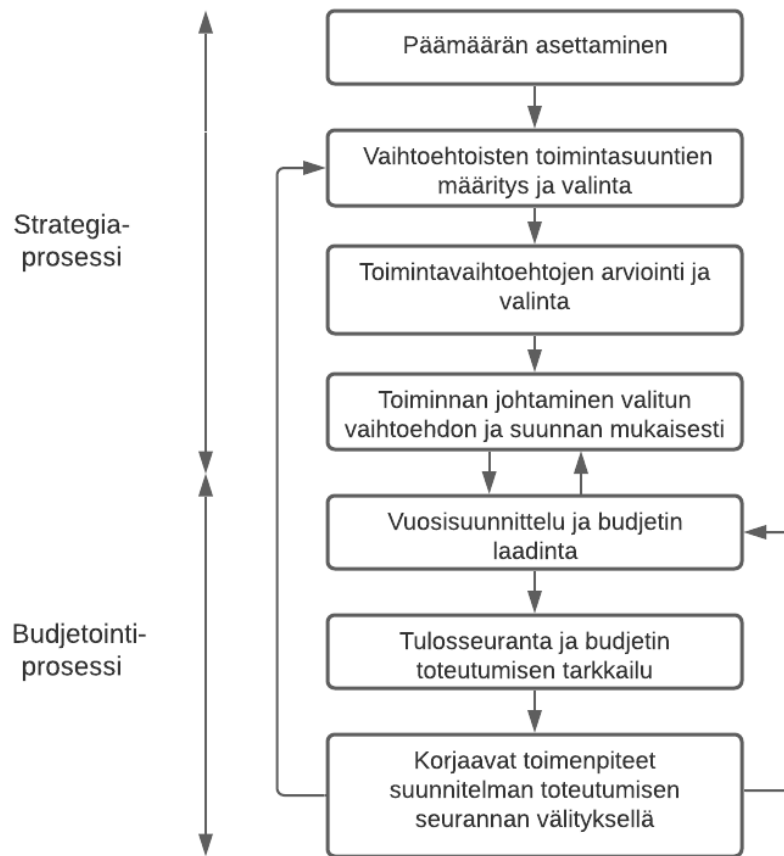 Päämäärän asettaminen
Vaihtoehtoisten toimintasuuntien
määritys ja valinta
Strategia-
prosessi
Toimintavaihtoehtojen arviointi ja
valinta
Toiminnan johtaminen valitun
vaihtoehdon ja suunnan mukaisesti
Vuosisuunnittelu ja budjetin
laadinta
Budjetointi-
prosessi
Tulosseuranta ja budjetin
toteutumisen tarkkailu
Korjaavat toimenpiteet
suunnitelman toteutumisen
seurannan välityksellä